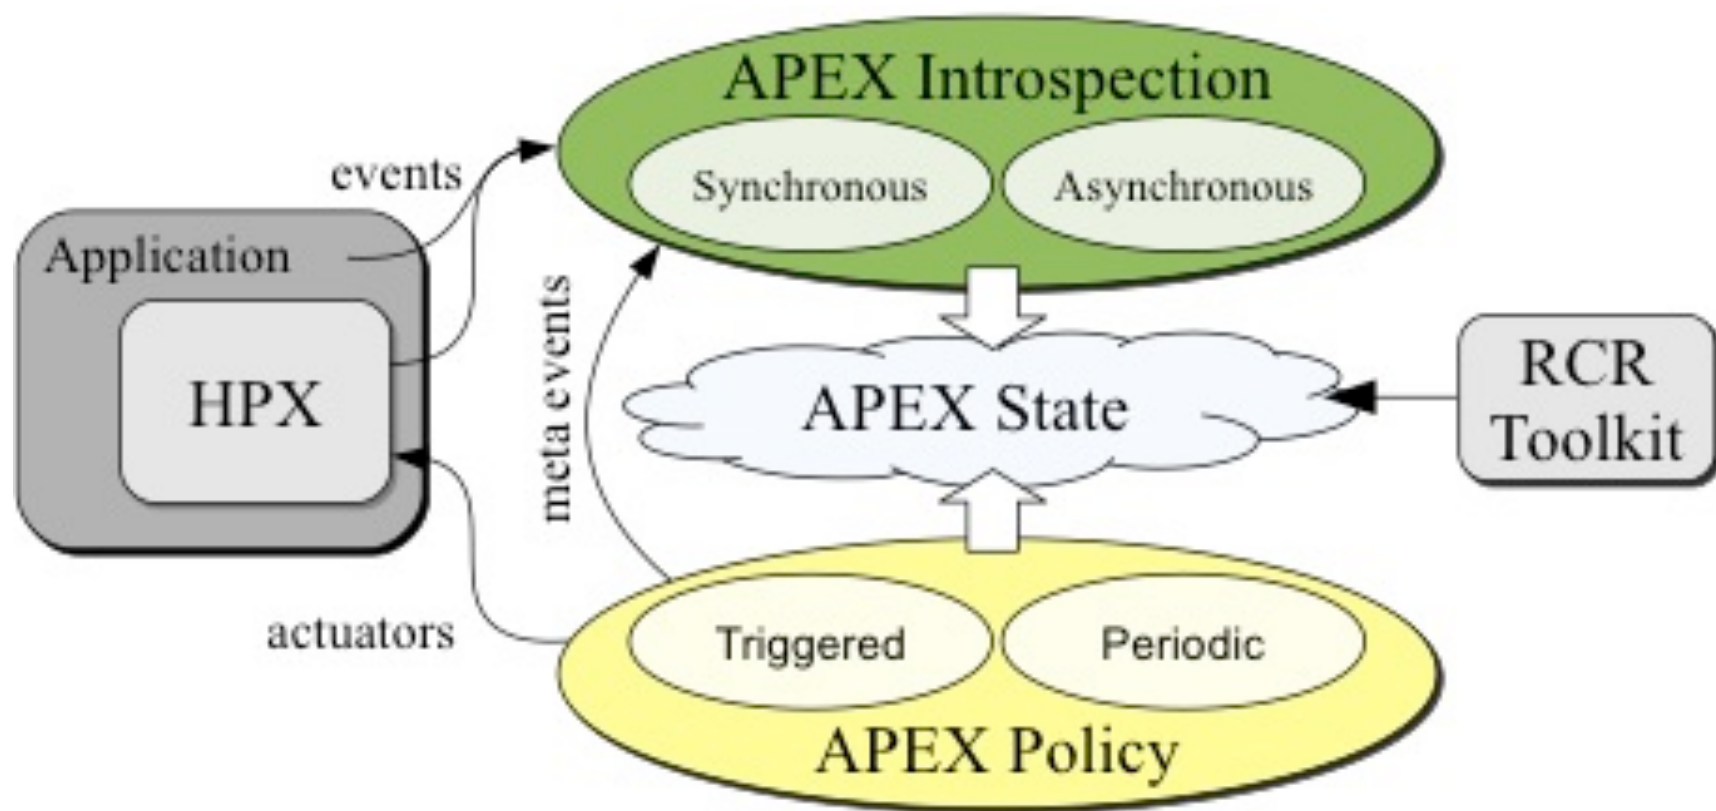 APEX Introspection
Synchronous
Asynchronous
events
Application
HPX
meta events
APEX State
RCR
Toolkit
actuators
Triggered
Periodic
APEX Policy